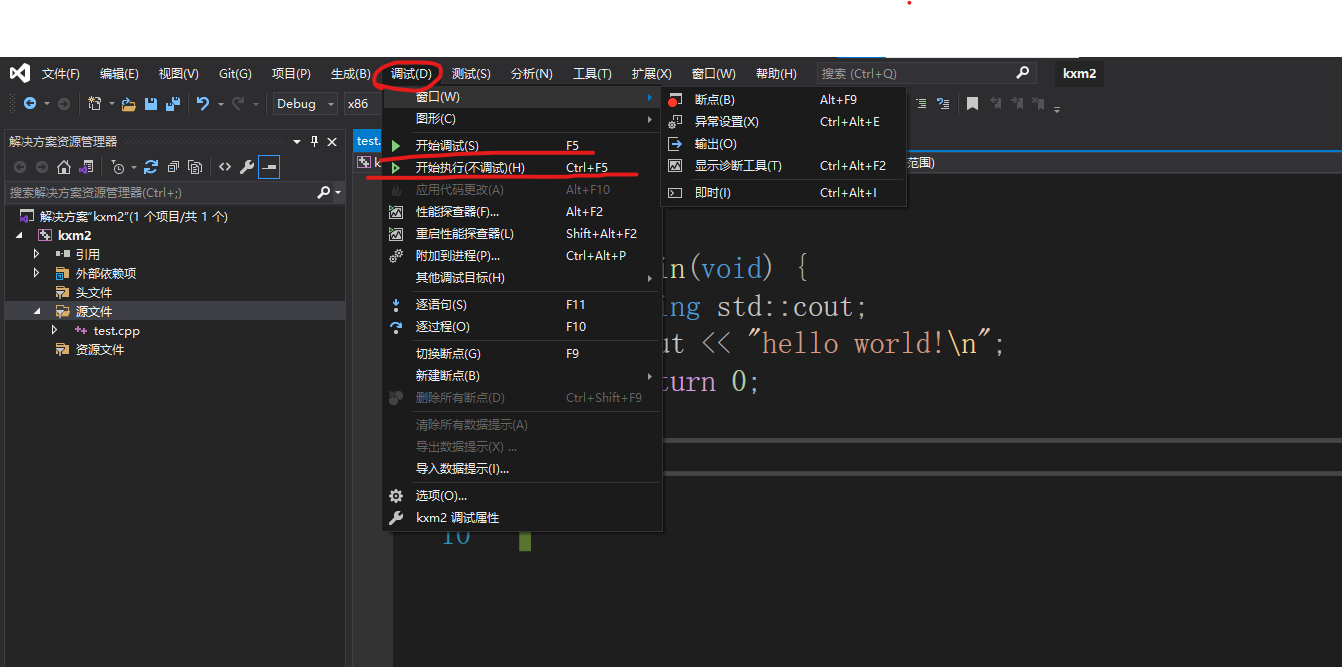 文件(F) 编辑(E) 视图(V) Git(G) 项目(P) 生成(B) 调试(D) 测试(S) 分析(N) 工具(T) 扩展(X) 窗口(W) 帮助(H) 搜索 (Ctrl+Q) kxm2
Debug x86
窗口(W)
图形(C)
开始调试(S) F5
开始执行(不调试)(H) Ctrl+F5
应用代码更改(A) Alt+F10
性能探查器(F)... Alt+F2
重启性能探查器(L) Shift+Alt+F2
附加到进程(P)... Ctrl+Alt+P
其他调试目标(H)
逐语句(S) F11
逐过程(O) F10
切换断点(G) F9
新建断点(B)
删除所有断点(D) Ctrl+Shift+F9
清除所有数据提示(A)
导出数据提示(X) ...
导入数据提示(I)...
选项(O)...
kxm2 调试属性
断点(B) Alt+F9
异常设置(X) Ctrl+Alt+E
输出(O)
显示诊断工具(T) Ctrl+Alt+F2
即时(I) Ctrl+Alt+I
解决方案资源管理器
搜索解决方案资源管理器(Ctrl+;)
解决方案"kxm2"(1 个项目/共 1 个)
kxm2
引用
外部依赖项
头文件
源文件
test.cpp
资源文件
test.
k
范围)
in(void) {
ing std::cout;
ut << "hello world!\n";
turn 0;
10